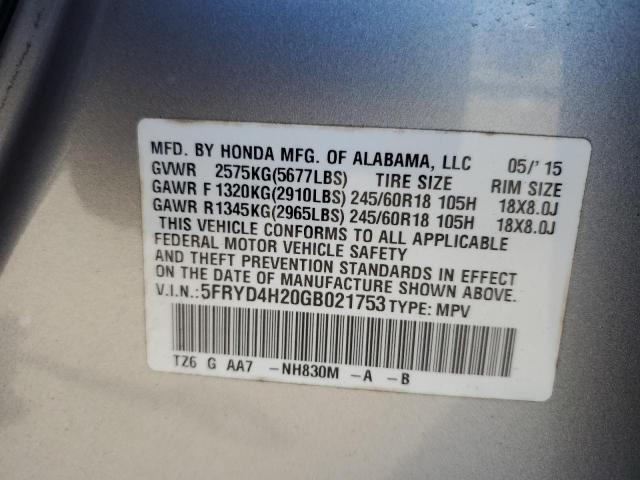 MFD. BY HONDA MFG. OF ALABAMA, LLC 05/'15
GVWR 2575KG(5677LBS) TIRE SIZE RIM SIZE
GAWR F1320KG(2910LBS) 245/60R18 105H 18X8.0J
GAWR R1345KG(2965LBS) 245/60R18 105H 18X8.0J
THIS VEHICLE CONFORMS TO ALL APPLICABLE
FEDERAL MOTOR VEHICLE SAFETY
AND THEFT PREVENTION STANDARDS IN EFFECT
ON THE DATE OF MANUFACTURE SHOWN ABOVE.
V.I.N.:5FRYD4H20GB021753 TYPE: MPV
TZ6 G AA7 -NH830M -A -B